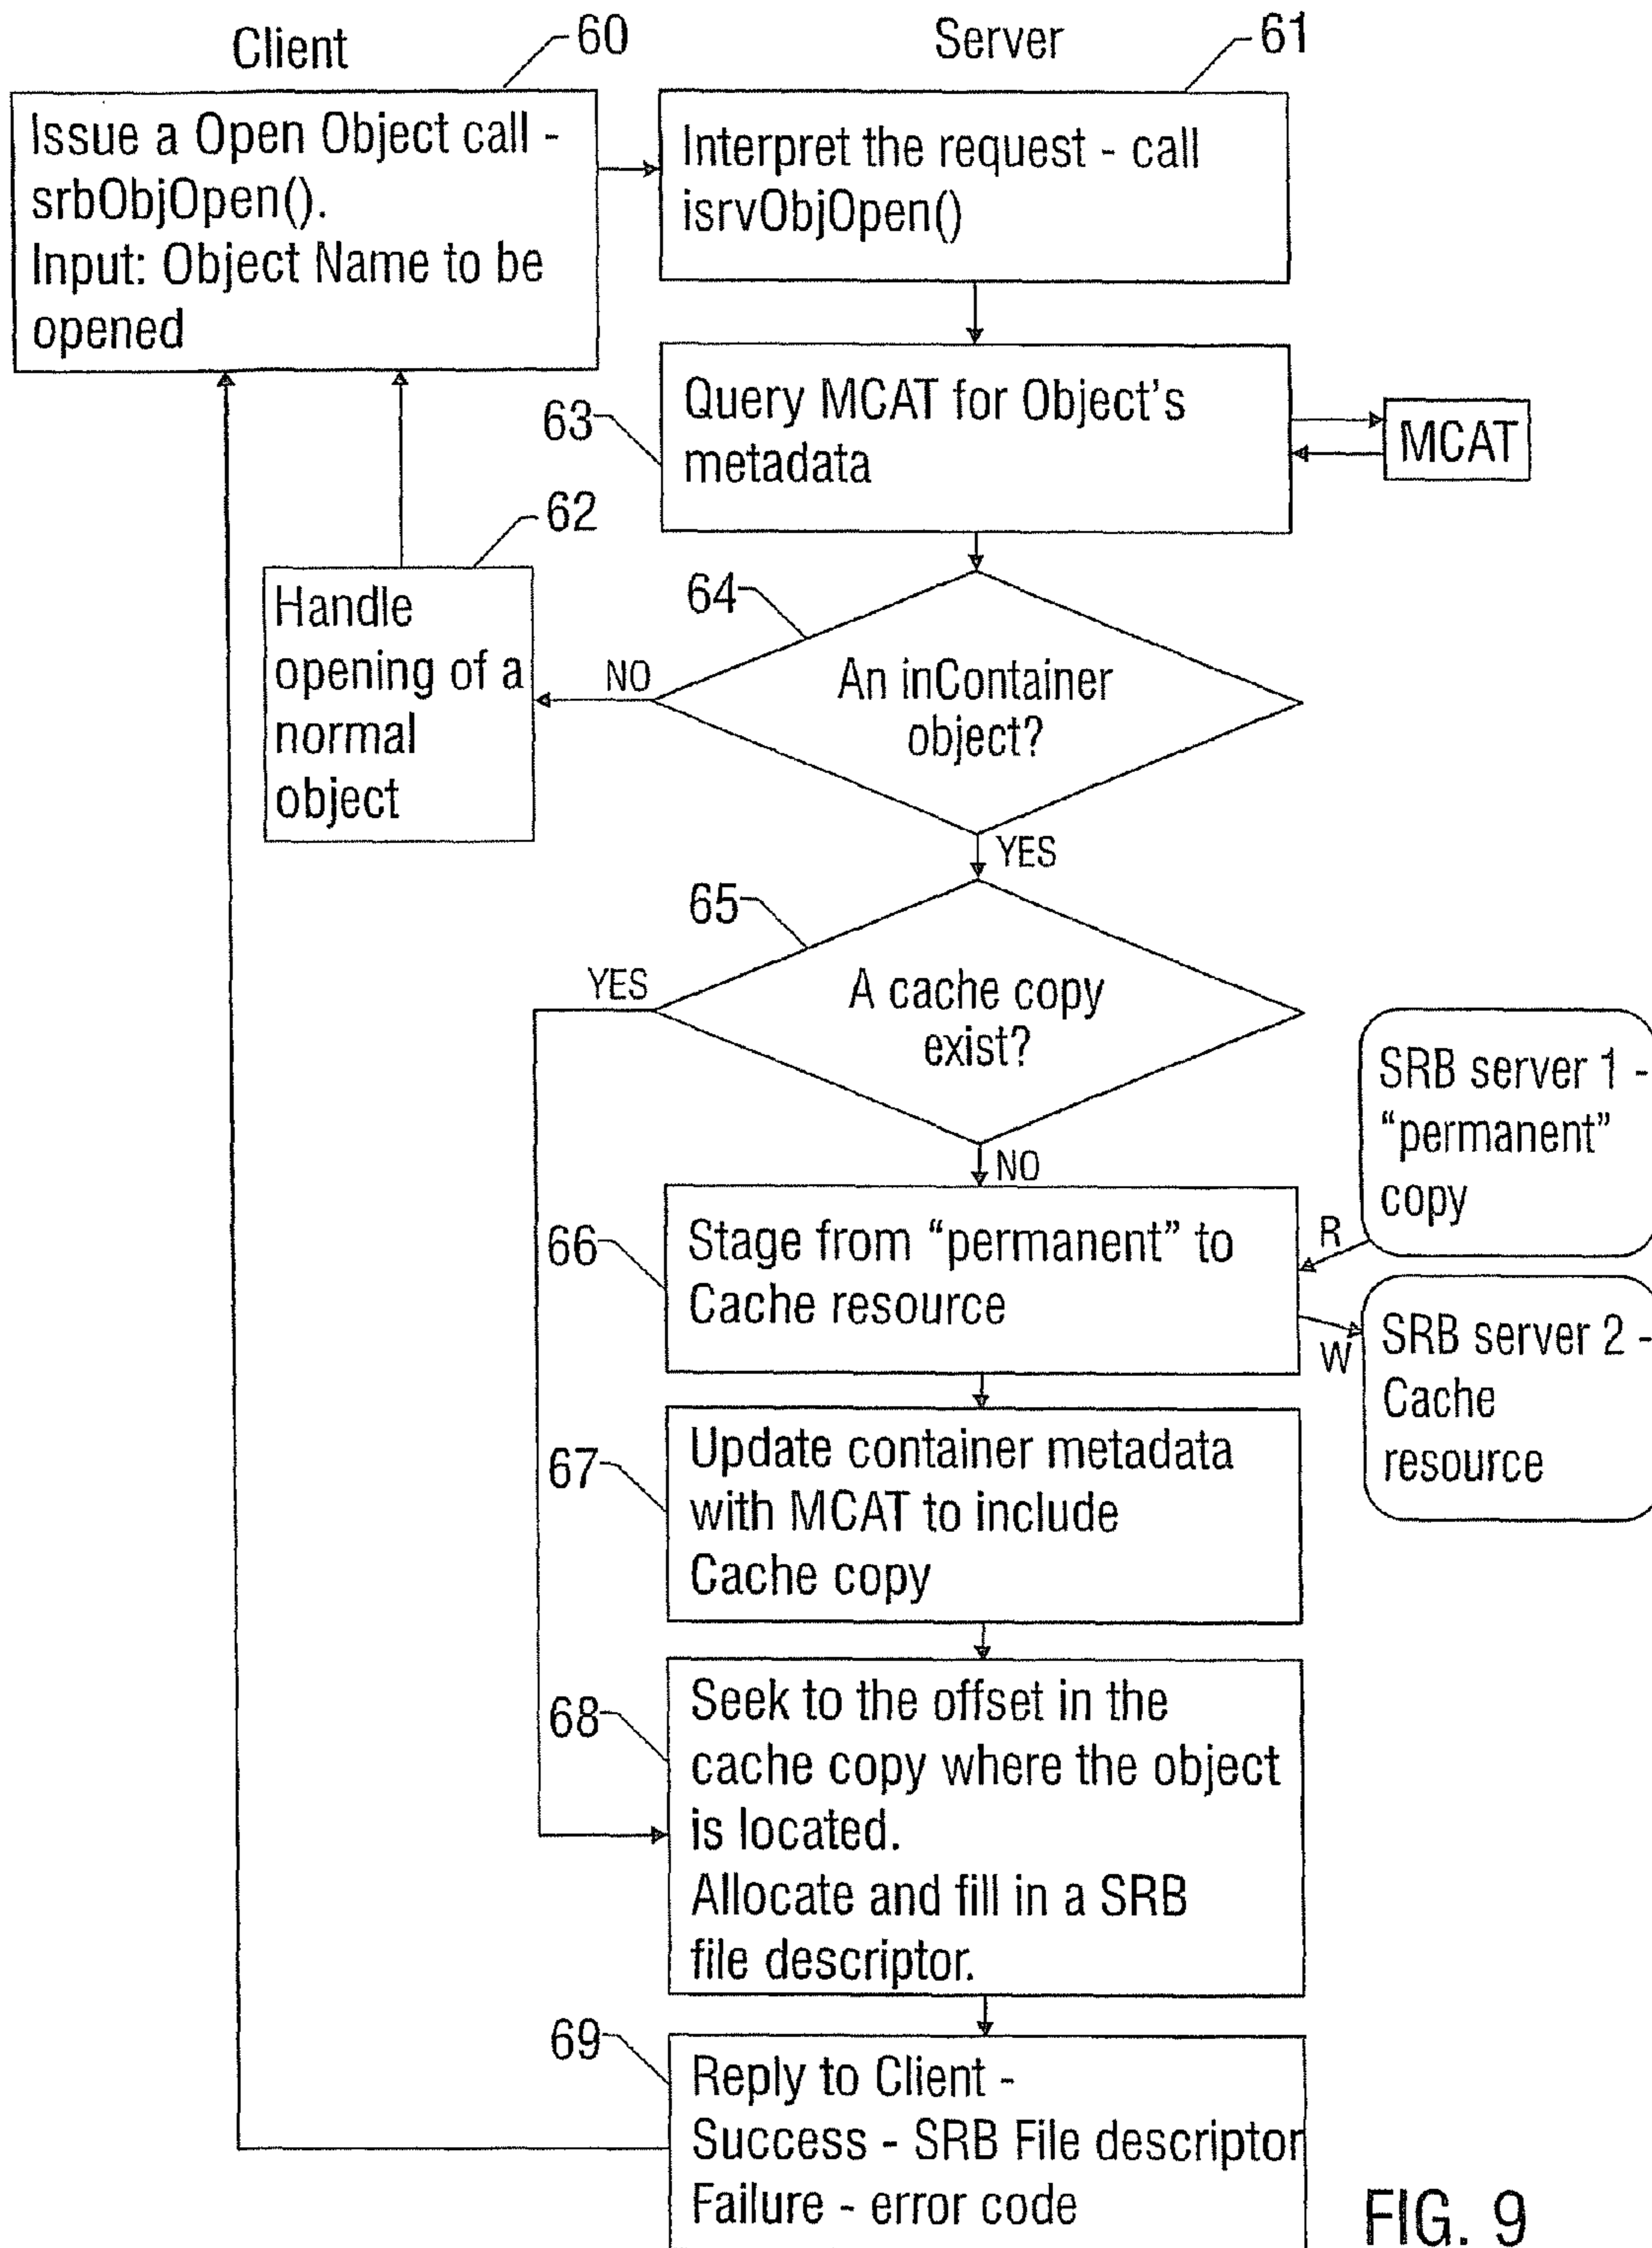 Client
60
Server
61
Issue a Open Object call -
srbObjOpen().
Input: Object Name to be
opened
Interpret the request - call
isrvObjOpen()
63
Query MCAT for Object's
metadata
MCAT
62
Handle
opening of a
normal
object
64
NO
An inContainer
object?
YES
65
YES
A cache copy
exist?
NO
SRB server 1 -
“permanent”
copy
66
Stage from “permanent” to
Cache resource
R
W
SRB server 2 -
Cache
resource
67
Update container metadata
with MCAT to include
Cache copy
68
Seek to the offset in the
cache copy where the object
is located.
Allocate and fill in a SRB
file descriptor.
69
Reply to Client -
Success - SRB File descriptor
Failure - error code
FIG. 9